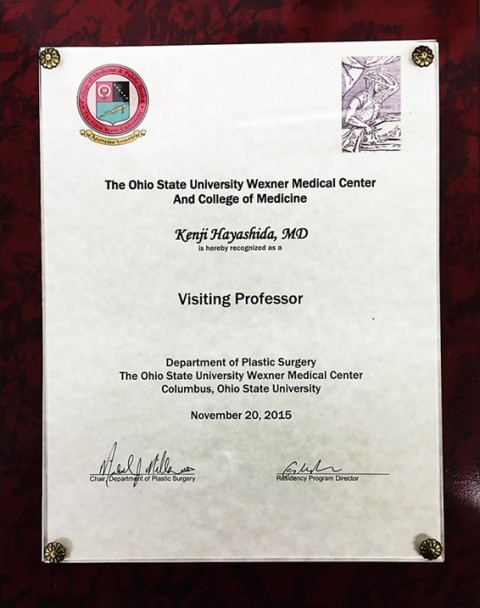 The Ohio State University Wexner Medical Center
And College of Medicine
Kenji Hayashida, MD
is hereby recognized as a
Visiting Professor
Department of Plastic Surgery
The Ohio State University Wexner Medical Center
Columbus, Ohio State University
November 20, 2015
Chair, Department of Plastic Surgery
Residency Program Director